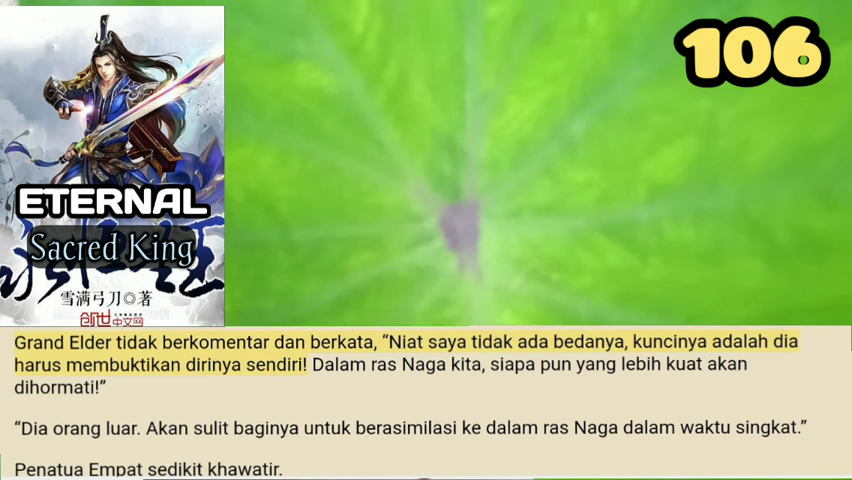 106
ETERNAL
Sacred King
雪满弓刀◎著
创世中文网
Grand Elder tidak berkomentar dan berkata, “Niat saya tidak ada bedanya, kuncinya adalah dia
harus membuktikan dirinya sendiri! Dalam ras Naga kita, siapa pun yang lebih kuat akan
dihormati!”
“Dia orang luar. Akan sulit baginya untuk berasimilasi ke dalam ras Naga dalam waktu singkat.”
Penatua Empat sedikit khawatir.